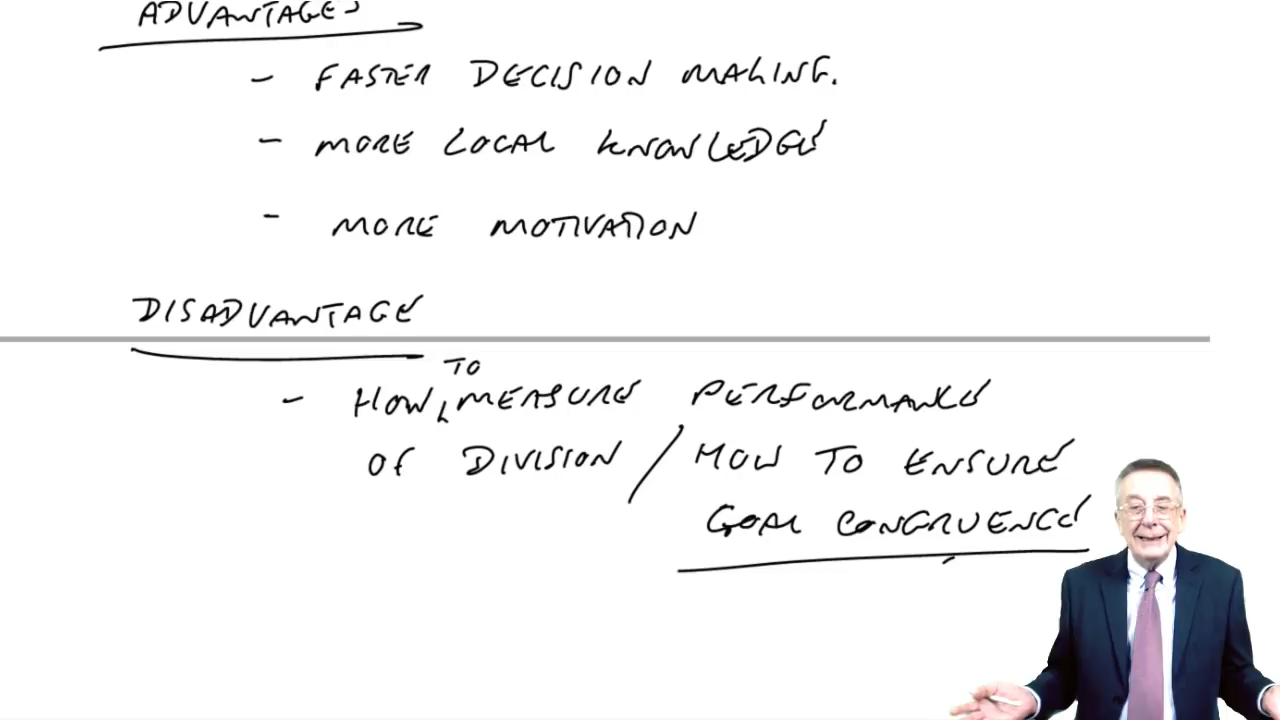 ADVANTAGES
- FASTER DECISION MAKING.
- MORE LOCAL KNOWLEDGE
- MORE MOTIVATION
DISADVANTAGE
- HOW TO MEASURE PERFORMANCE
OF DIVISION / HOW TO ENSURE
GOAL CONGRUENCE